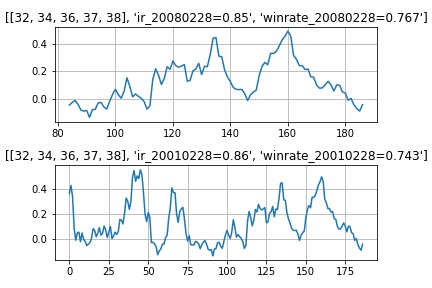 [[32, 34, 36, 37, 38], 'ir_20080228=0.85', 'winrate_20080228=0.767']
0.4
0.2
0.0
80 100 120 140 160 180
[[32, 34, 36, 37, 38], 'ir_20010228=0.86', 'winrate_20010228=0.743']
0.4
0.2
0.0
0 25 50 75 100 125 150 175